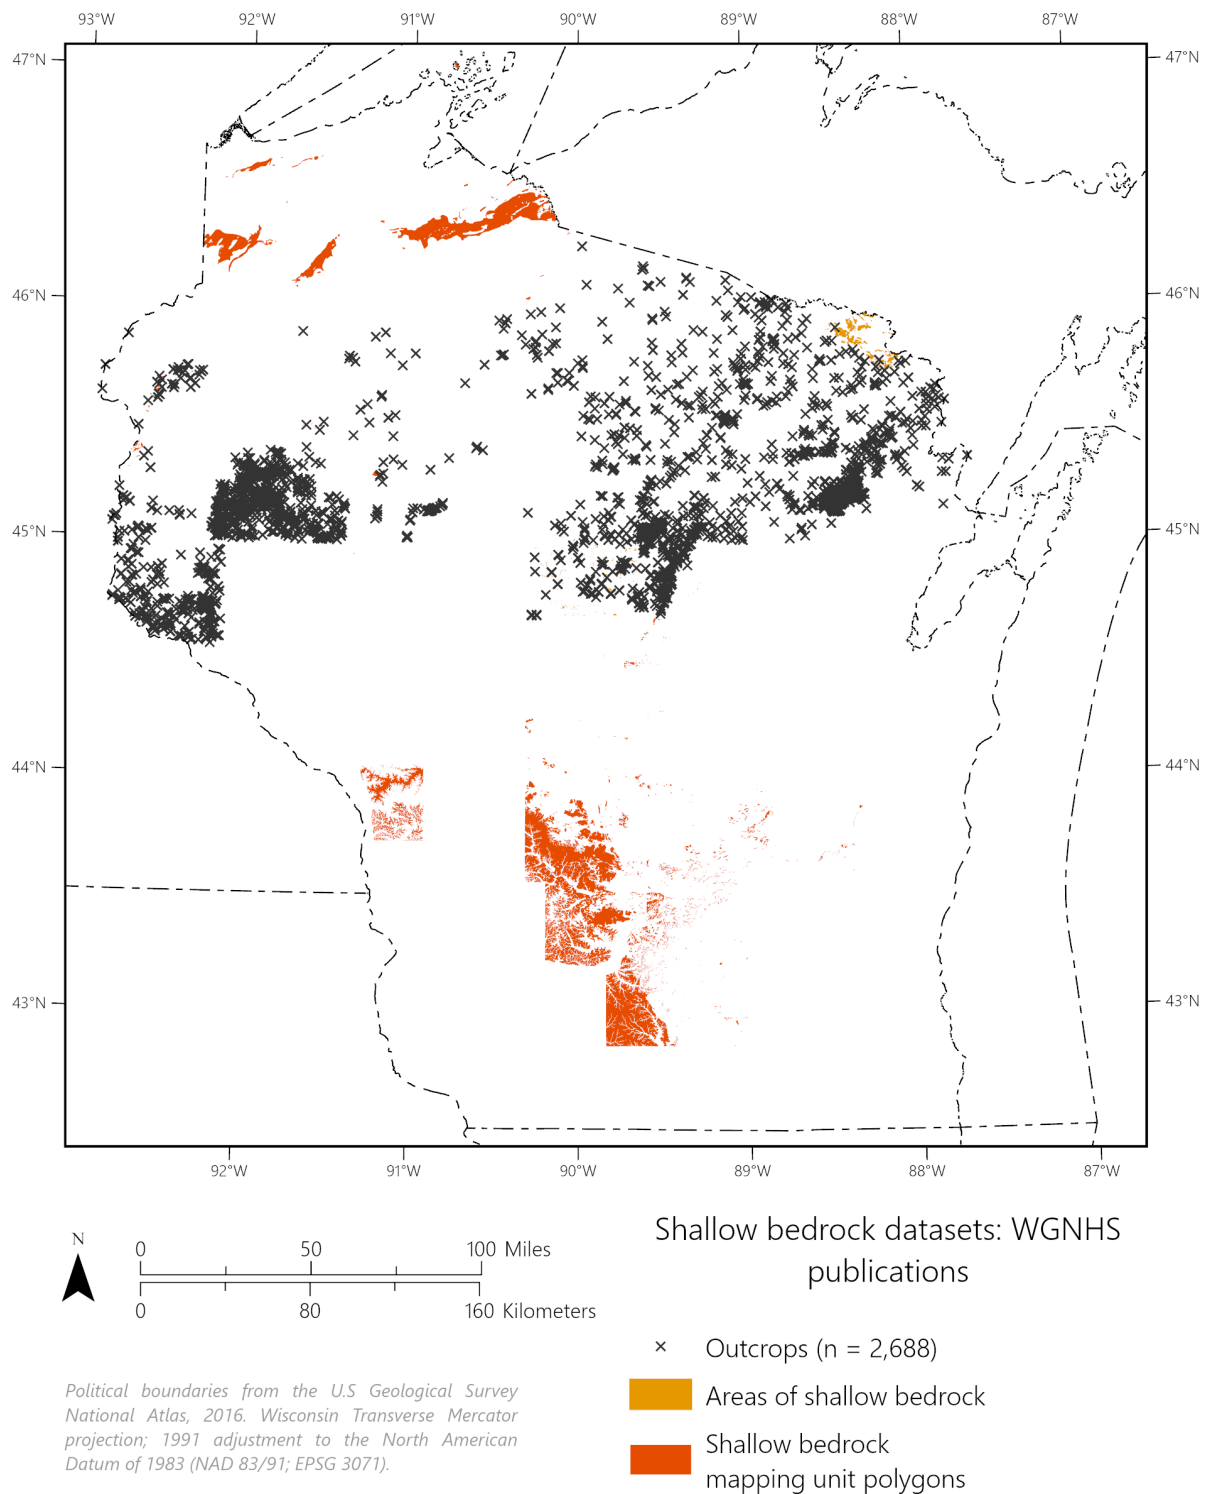 93°W 92°W 91°W 90°W 89°W 88°W 87°W
47°N 47°N
46°N 46°N
45°N 45°N
44°N 44°N
43°N 43°N
92°W 91°W 90°W 89°W 88°W 87°W
Shallow bedrock datasets: WGNHS
publications
N
0 50 100 Miles
0 80 160 Kilometers
Outcrops (n = 2,688)
Areas of shallow bedrock
Shallow bedrock
mapping unit polygons
Political boundaries from the U.S Geological Survey
National Atlas, 2016. Wisconsin Transverse Mercator
projection; 1991 adjustment to the North American
Datum of 1983 (NAD 83/91; EPSG 3071).